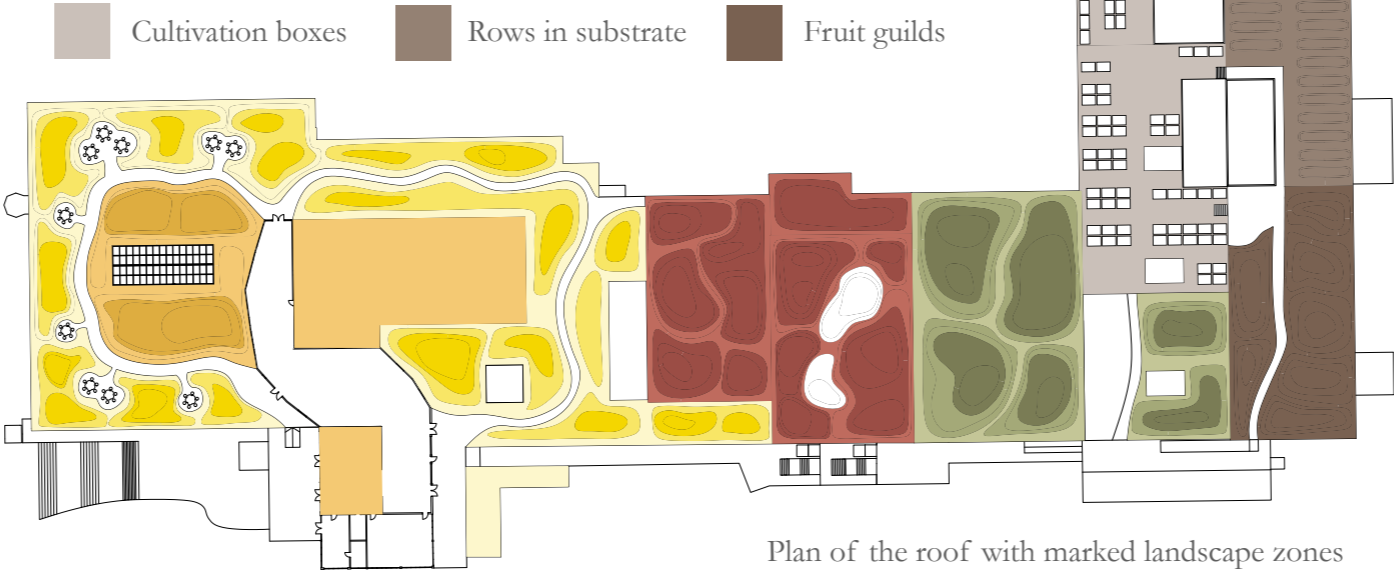 Cultivation boxes
Rows in substrate
Fruit guilds
Plan of the roof with marked landscape zones